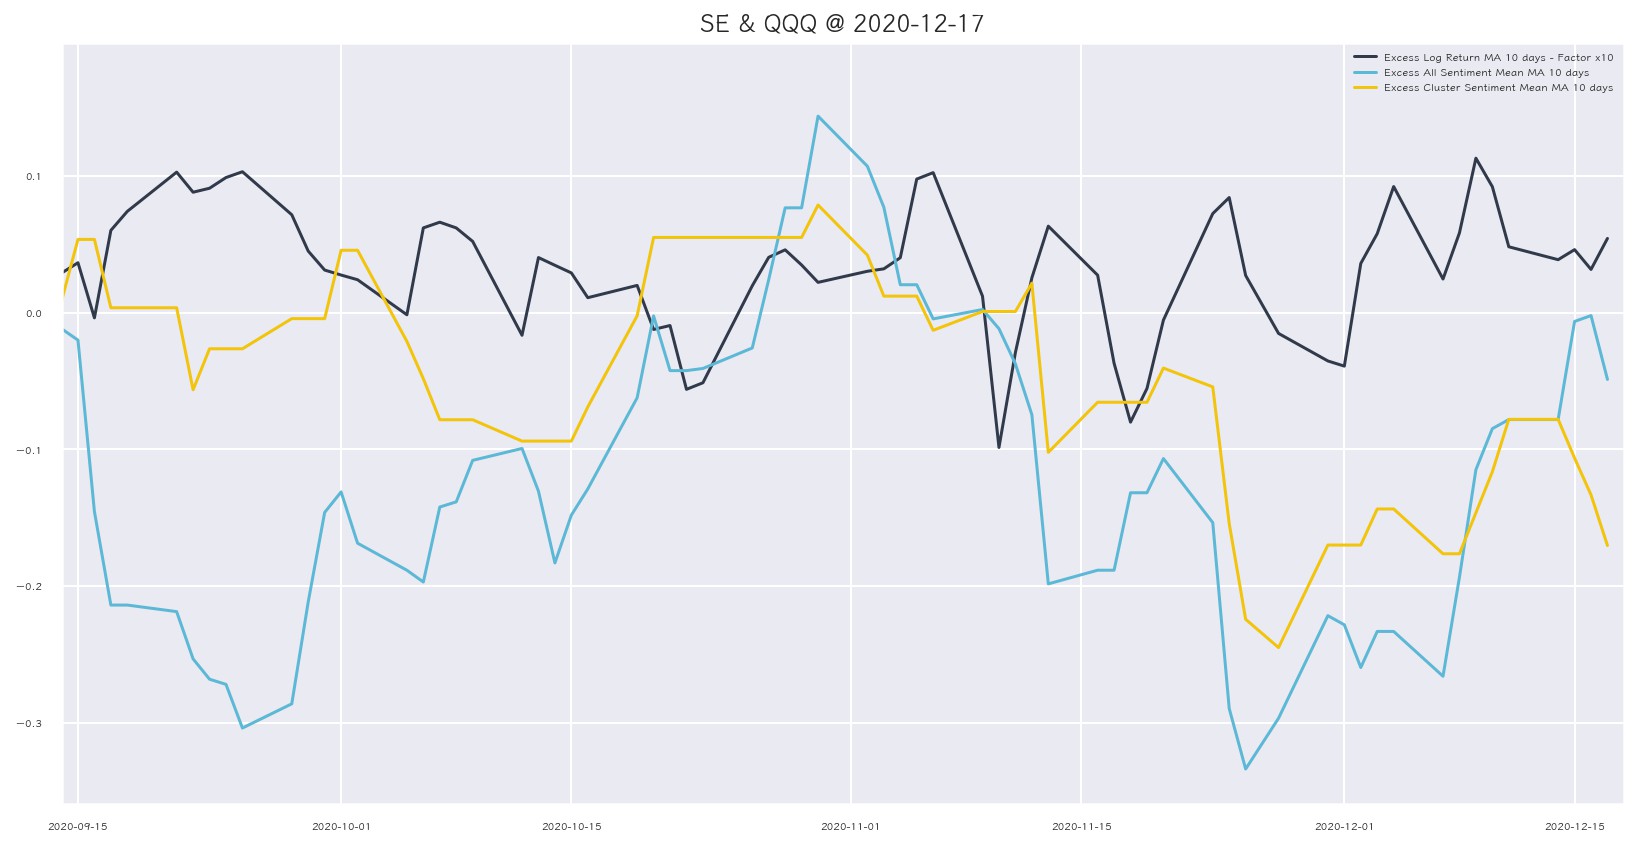 SE & QQQ @ 2020-12-17
Excess Log Return MA 10 days - Factor x10
Excess All Sentiment Mean MA 10 days
Excess Cluster Sentiment Mean MA 10 days
0.1
0.0
−0.1
−0.2
−0.3
2020-09-15 2020-10-01 2020-10-15 2020-11-01 2020-11-15 2020-12-01 2020-12-15